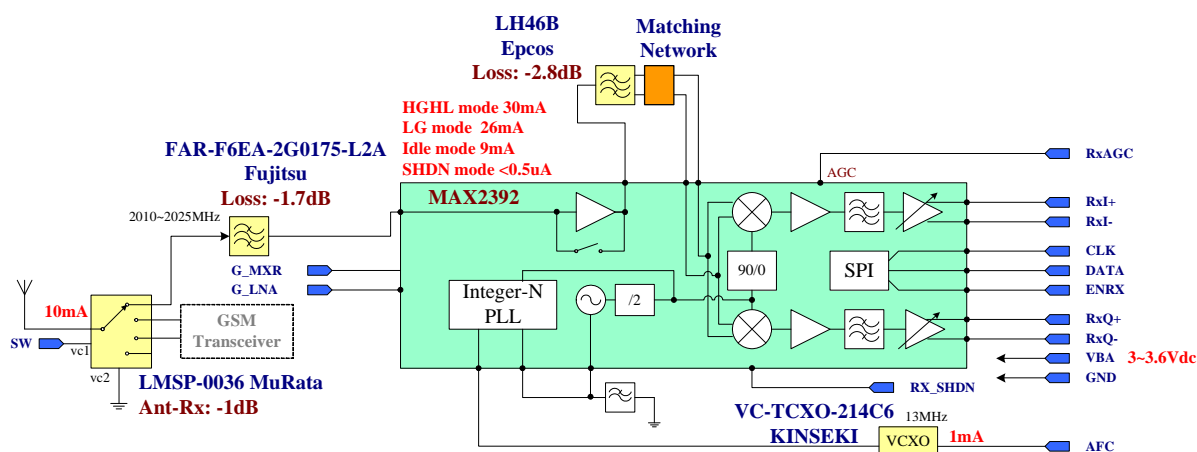 LH46B
Epcos
Loss: -2.8dB
Matching
Network
HGHL mode 30mA
LG mode 26mA
Idle mode 9mA
SHDN mode <0.5uA
FAR-F6EA-2G0175-L2A
Fujitsu
Loss: -1.7dB
2010~2025MHz
MAX2392
AGC
RxAGC
RxI+
RxI-
CLK
DATA
ENRX
RxQ+
RxQ-
VBA 3~3.6Vdc
GND
90/0
SPI
G_MXR
G_LNA
Integer-N
PLL
/2
10mA
GSM
Transceiver
SW
vc1
vc2
LMSP-0036 MuRata
Ant-Rx: -1dB
RX_SHDN
VC-TCXO-214C6
KINSEKI
13MHz
VCXO
1mA
AFC